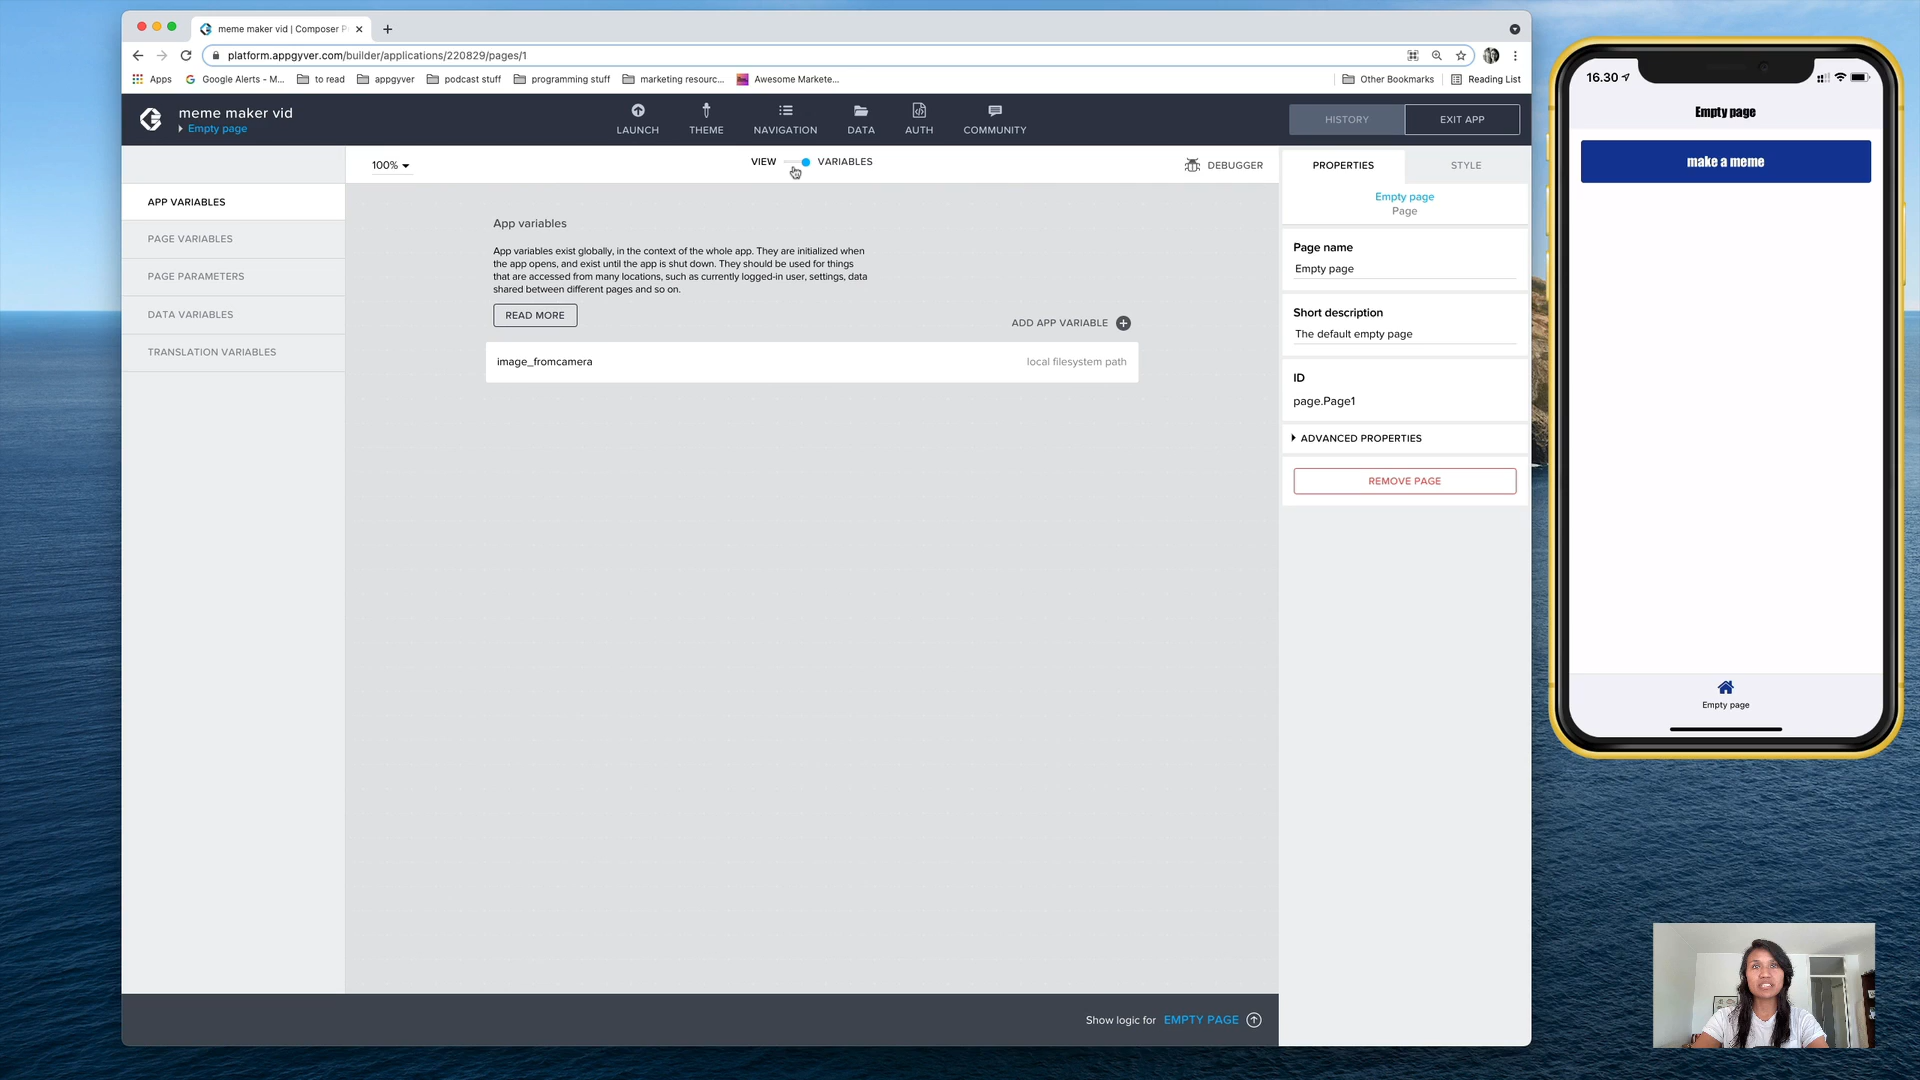 meme maker vid | Composer P
platform.appgyver.com/builder/applications/220829/pages/1
Apps
Google Alerts - M...
to read
appgyver
podcast stuff
programming stuff
marketing resourc...
Awesome Markete...
Other Bookmarks
Reading List
meme maker vid
Empty page
LAUNCH
THEME
NAVIGATION
DATA
AUTH
COMMUNITY
HISTORY
EXIT APP
100%
VIEW
VARIABLES
DEBUGGER
PROPERTIES
STYLE
APP VARIABLES
PAGE VARIABLES
PAGE PARAMETERS
DATA VARIABLES
TRANSLATION VARIABLES
App variables
App variables exist globally, in the context of the whole app. They are initialized when
the app opens, and exist until the app is shut down. They should be used for things
that are accessed from many locations, such as currently logged-in user, settings, data
shared between different pages and so on.
READ MORE
ADD APP VARIABLE
image_fromcamera
local filesystem path
Empty page
Page
Page name
Empty page
Short description
The default empty page
ID
page.Page1
ADVANCED PROPERTIES
REMOVE PAGE
Show logic for EMPTY PAGE
16.30
Empty page
make a meme
Empty page